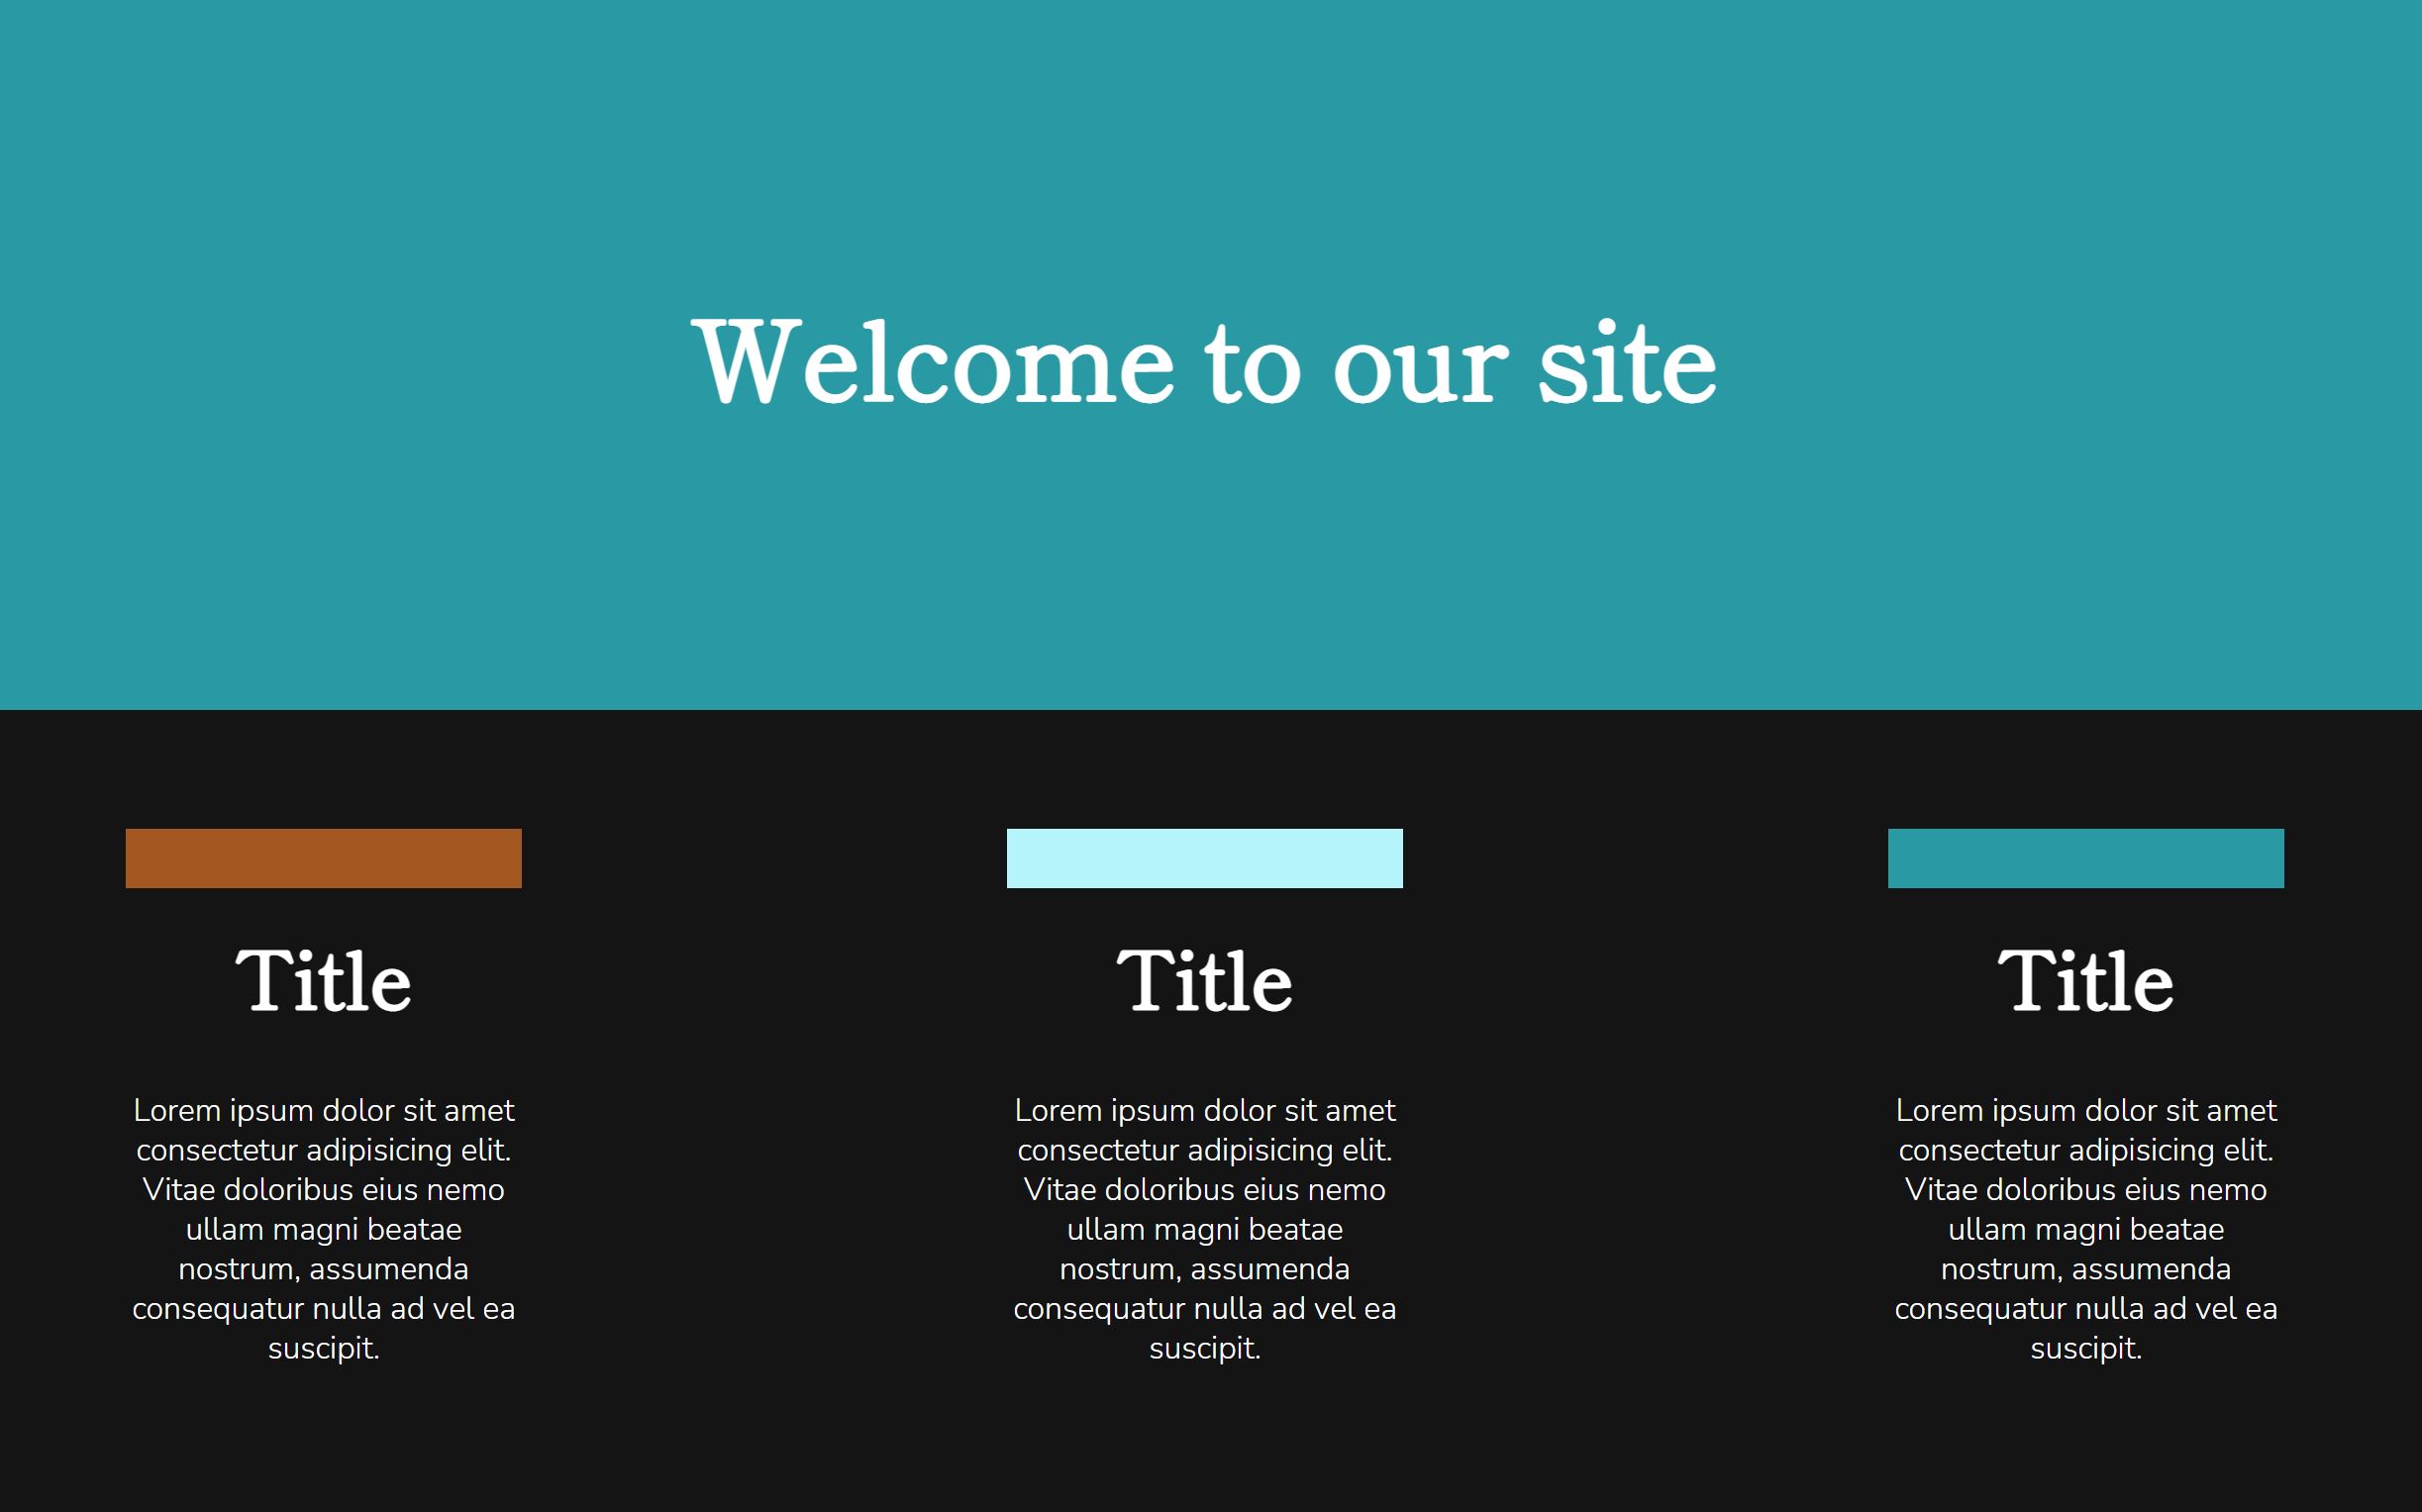 Welcome to our site
Title
Lorem ipsum dolor sit amet
consectetur adipisicing elit.
Vitae doloribus eius nemo
ullam magni beatae
nostrum, assumenda
consequatur nulla ad vel ea
suscipit.
Title
Lorem ipsum dolor sit amet
consectetur adipisicing elit.
Vitae doloribus eius nemo
ullam magni beatae
nostrum, assumenda
consequatur nulla ad vel ea
suscipit.
Title
Lorem ipsum dolor sit amet
consectetur adipisicing elit.
Vitae doloribus eius nemo
ullam magni beatae
nostrum, assumenda
consequatur nulla ad vel ea
suscipit.